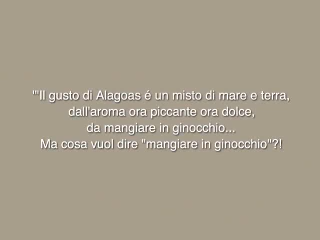 "'Il gusto di Alagoas é un misto di mare e terra,
dall'aroma ora piccante ora dolce,
da mangiare in ginocchio...
Ma cosa vuol dire "mangiare in ginocchio"?!